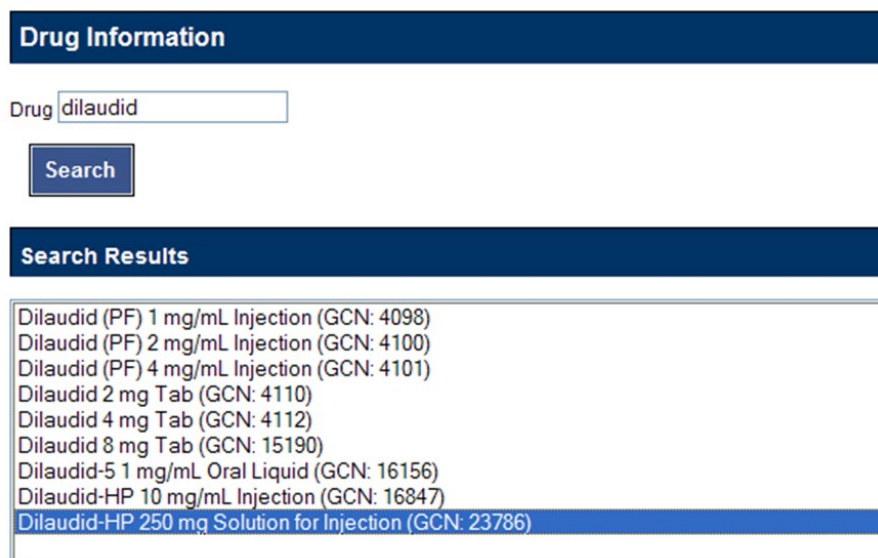 Drug Information
Drug dilaudid
Search
Search Results
Dilaudid (PF) 1 mg/mL Injection (GCN: 4098)
Dilaudid (PF) 2 mg/mL Injection (GCN: 4100)
Dilaudid (PF) 4 mg/mL Injection (GCN: 4101)
Dilaudid 2 mg Tab (GCN: 4110)
Dilaudid 4 mg Tab (GCN: 4112)
Dilaudid 8 mg Tab (GCN: 15190)
Dilaudid-5 1 mg/mL Oral Liquid (GCN: 16156)
Dilaudid-HP 10 mg/mL Injection (GCN: 16847)
Dilaudid-HP 250 mg Solution for Injection (GCN: 23786)